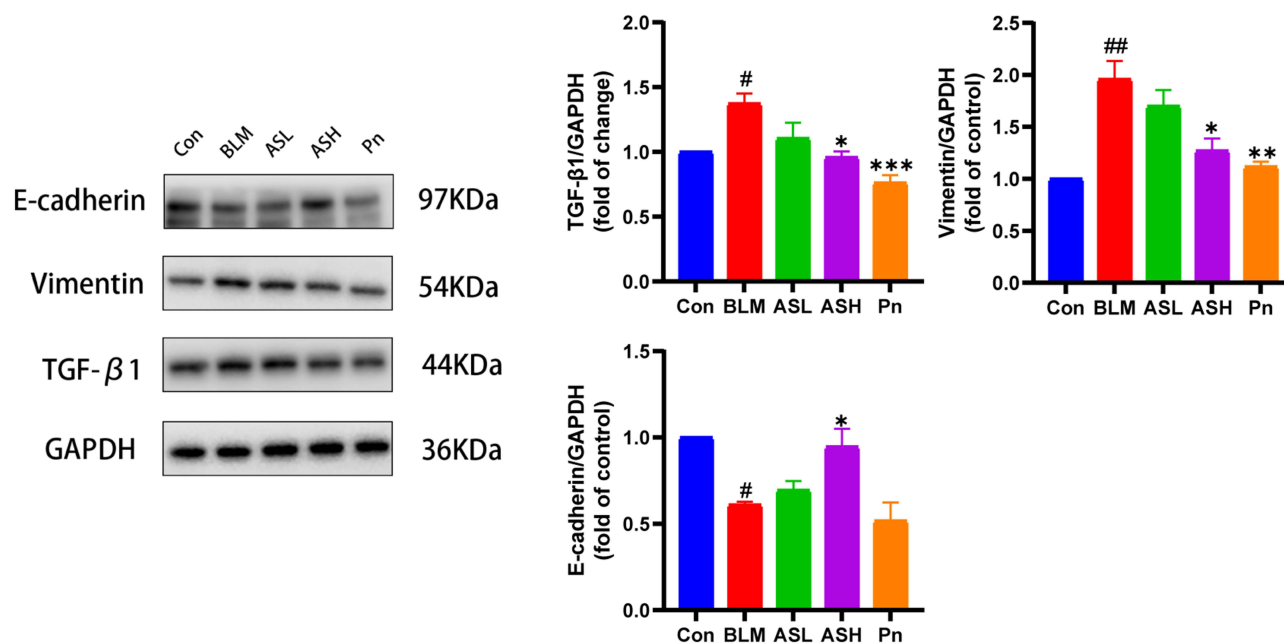 Con BLM ASL ASH Pn
E-cadherin 97KDa
Vimentin 54KDa
TGF-β1 44KDa
GAPDH 36KDa
TGF-β1/GAPDH
(fold of change)
2.0
1.5
1.0
0.5
0.0
#
*
***
Con BLM ASL ASH Pn
Vimentin/GAPDH
(fold of control)
2.5
2.0
1.5
1.0
0.5
0.0
##
*
**
Con BLM ASL ASH Pn
E-cadherin/GAPDH
(fold of control)
1.5
1.0
0.5
0.0
#
*
Con BLM ASL ASH Pn